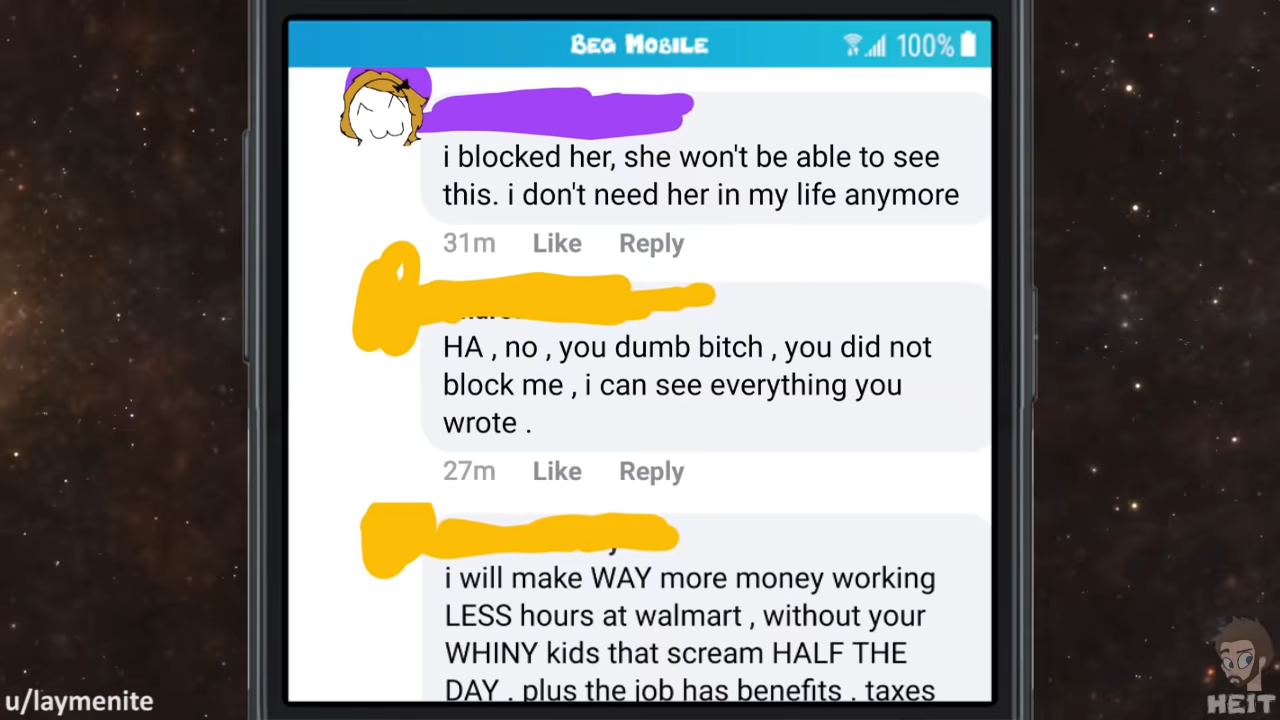 BEG MOBILE
100%
i blocked her, she won't be able to see
this. i don't need her in my life anymore
31m Like Reply
HA , no , you dumb bitch , you did not
block me , i can see everything you
wrote .
27m Like Reply
i will make WAY more money working
LESS hours at walmart , without your
WHINY kids that scream HALF THE
DAY . plus the job has benefits . taxes
u/laymenite
HEIT